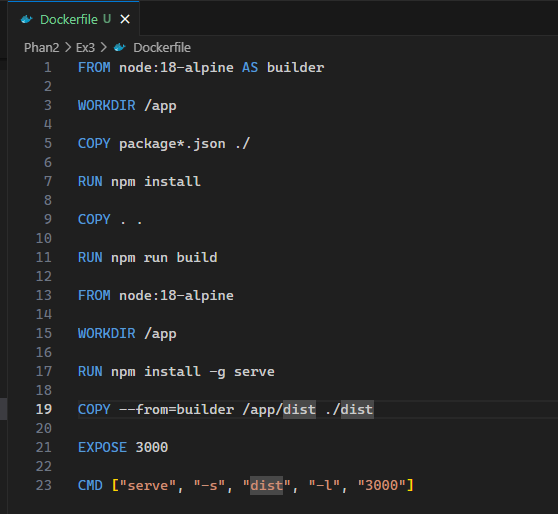 Dockerfile U ×
Phan2 > Ex3 > Dockerfile
1 FROM node:18-alpine AS builder
2
3 WORKDIR /app
4
5 COPY package*.json ./
6
7 RUN npm install
8
9 COPY . .
10
11 RUN npm run build
12
13 FROM node:18-alpine
14
15 WORKDIR /app
16
17 RUN npm install -g serve
18
19 COPY --from=builder /app/dist ./dist
20
21 EXPOSE 3000
22
23 CMD ["serve", "-s", "dist", "-l", "3000"]